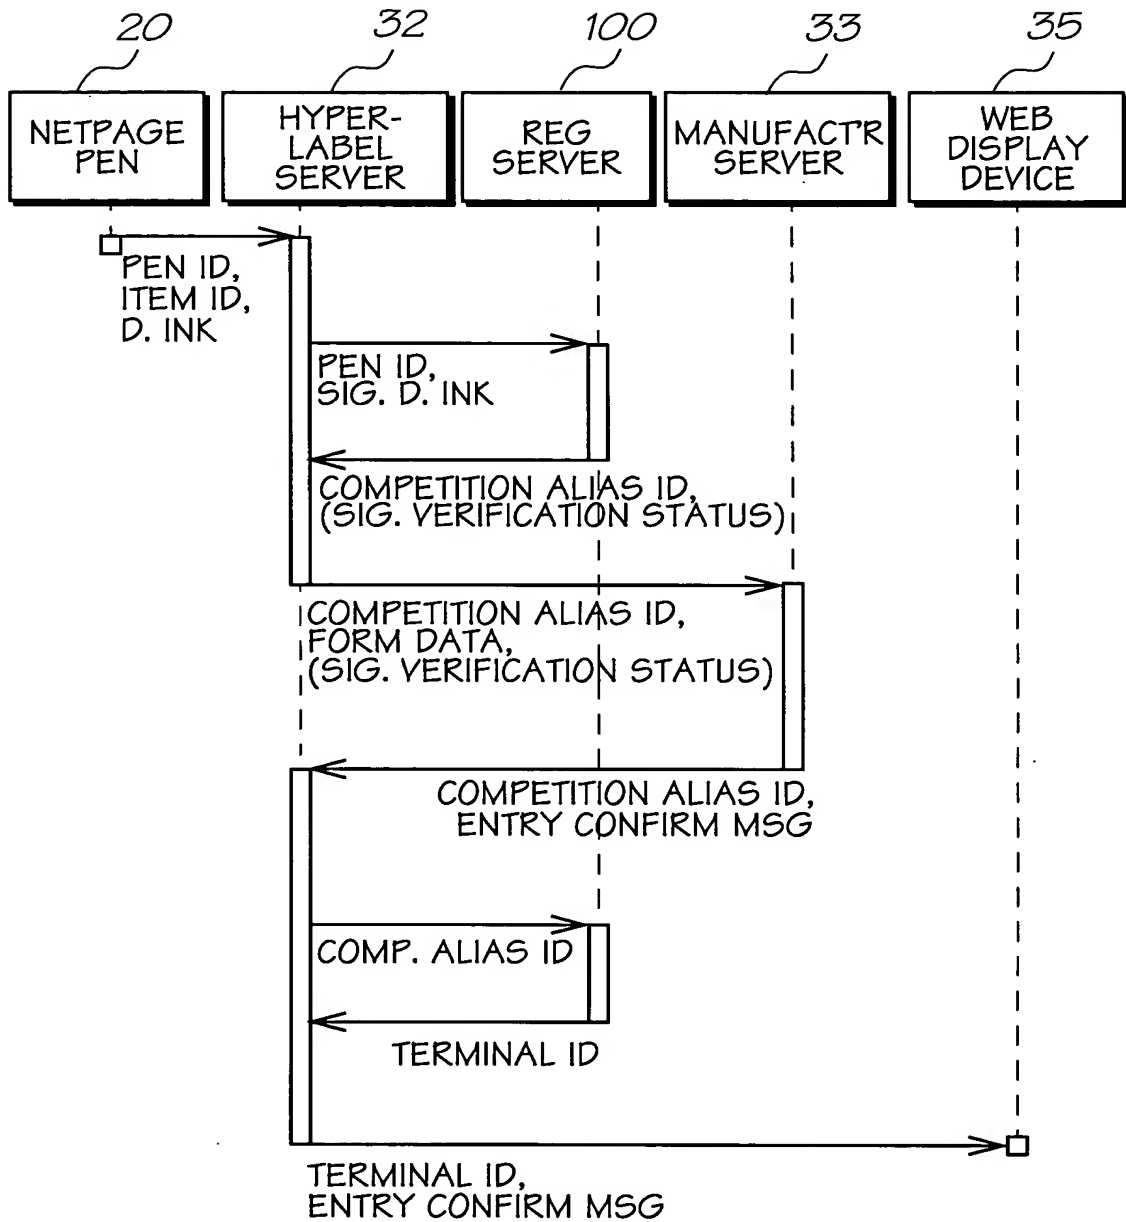 20
32
100
33
35
NETPAGE
PEN
HYPER-
LABEL
SERVER
REG
SERVER
MANUFACT'R
SERVER
WEB
DISPLAY
DEVICE
PEN ID,
ITEM ID,
D. INK
PEN ID,
SIG. D. INK
COMPETITION ALIAS ID,
(SIG. VERIFICATION STATUS)
COMPETITION ALIAS ID,
FORM DATA,
(SIG. VERIFICATION STATUS)
COMPETITION ALIAS ID,
ENTRY CONFIRM MSG
COMP. ALIAS ID
TERMINAL ID
TERMINAL ID,
ENTRY CONFIRM MSG